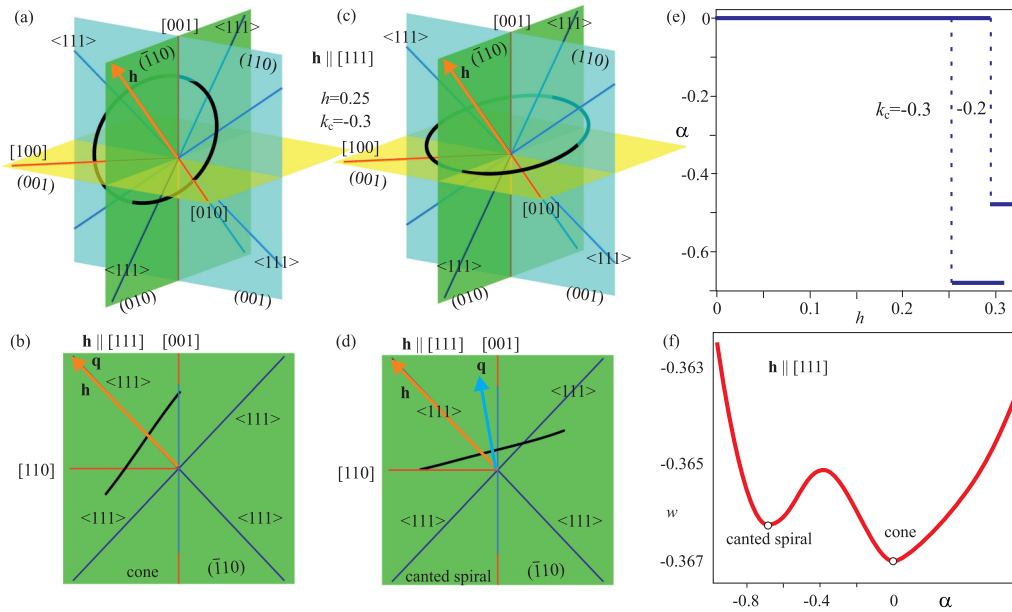 (a)
[001]
<111>
<111>
(1̄10)
(110)
h
[100]
(001)
[010]
<111>
<111>
(010)
(001)
(c)
[001]
<111>
<111>
(1̄10)
(110)
h || [111]
h=0.25
kc=-0.3
h
[100]
(001)
[010]
<111>
<111>
(010)
(001)
(e)
0
-0.2
α
-0.4
-0.6
kc=-0.3
-0.2
0
0.1
h
0.2
0.3
(b)
h || [111]
[001]
q
h
<111>
<111>
[110]
<111>
<111>
cone
(1̄10)
(d)
h || [111]
[001]
q
h
<111>
<111>
[110]
<111>
<111>
canted spiral
(1̄10)
(f)
-0.363
h || [111]
-0.365
w
canted spiral
cone
-0.367
-0.8
-0.4
0
α